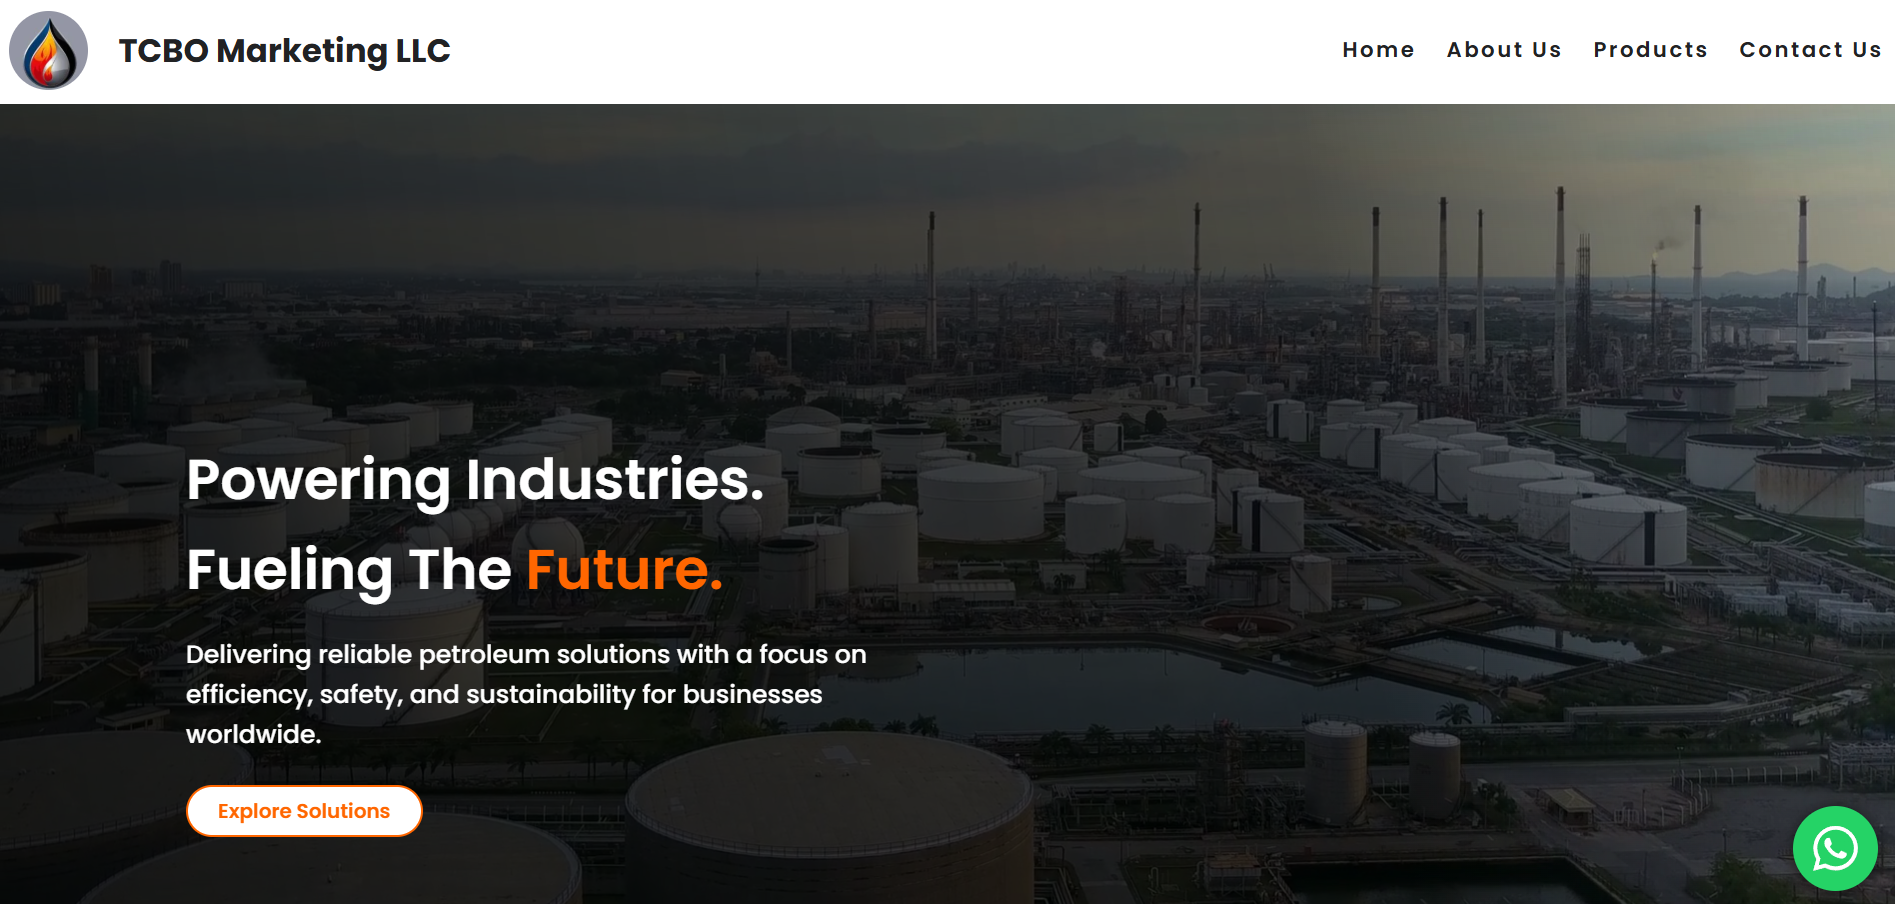 TCBO Marketing LLC
Home About Us Products Contact Us
Powering Industries.
Fueling The Future.
Delivering reliable petroleum solutions with a focus on
efficiency, safety, and sustainability for businesses
worldwide.
Explore Solutions